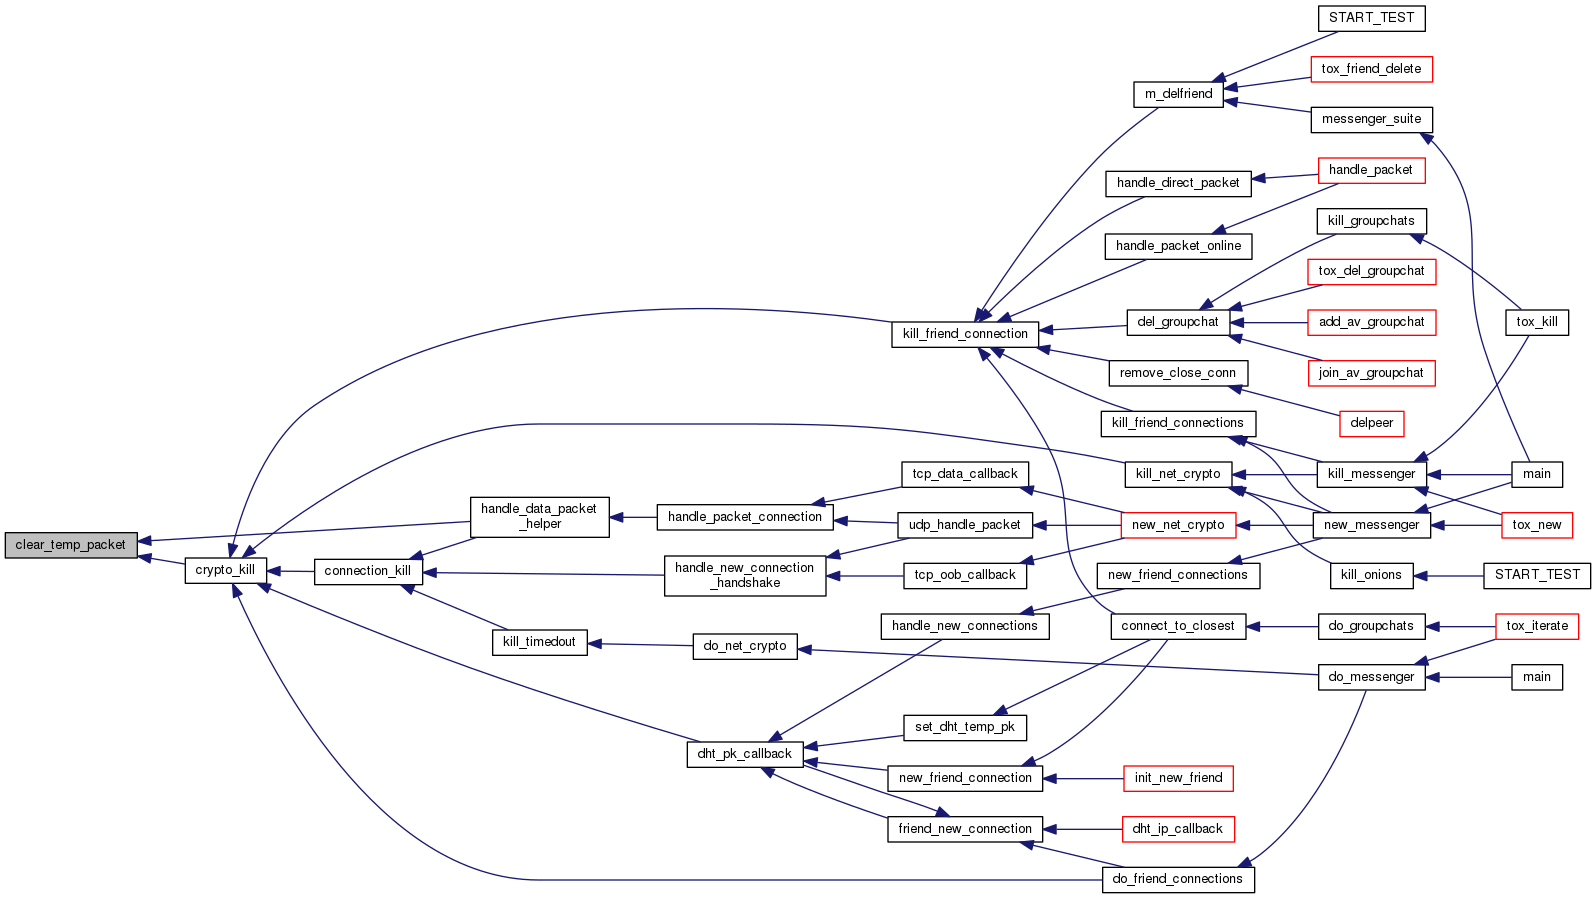 START_TEST
tox_friend_delete
m_delfriend
messenger_suite
handle_packet
handle_direct_packet
kill_groupchats
handle_packet_online
tox_del_groupchat
del_groupchat
add_av_groupchat
tox_kill
kill_friend_connection
remove_close_conn
join_av_groupchat
kill_friend_connections
delpeer
tcp_data_callback
kill_net_crypto
kill_messenger
main
handle_data_packet
_helper
handle_packet_connection
udp_handle_packet
new_net_crypto
new_messenger
tox_new
clear_temp_packet
crypto_kill
connection_kill
handle_new_connection
_handshake
tcp_oob_callback
new_friend_connections
kill_onions
START_TEST
handle_new_connections
connect_to_closest
do_groupchats
tox_iterate
kill_timedout
do_net_crypto
do_messenger
main
set_dht_temp_pk
dht_pk_callback
new_friend_connection
init_new_friend
friend_new_connection
dht_ip_callback
do_friend_connections